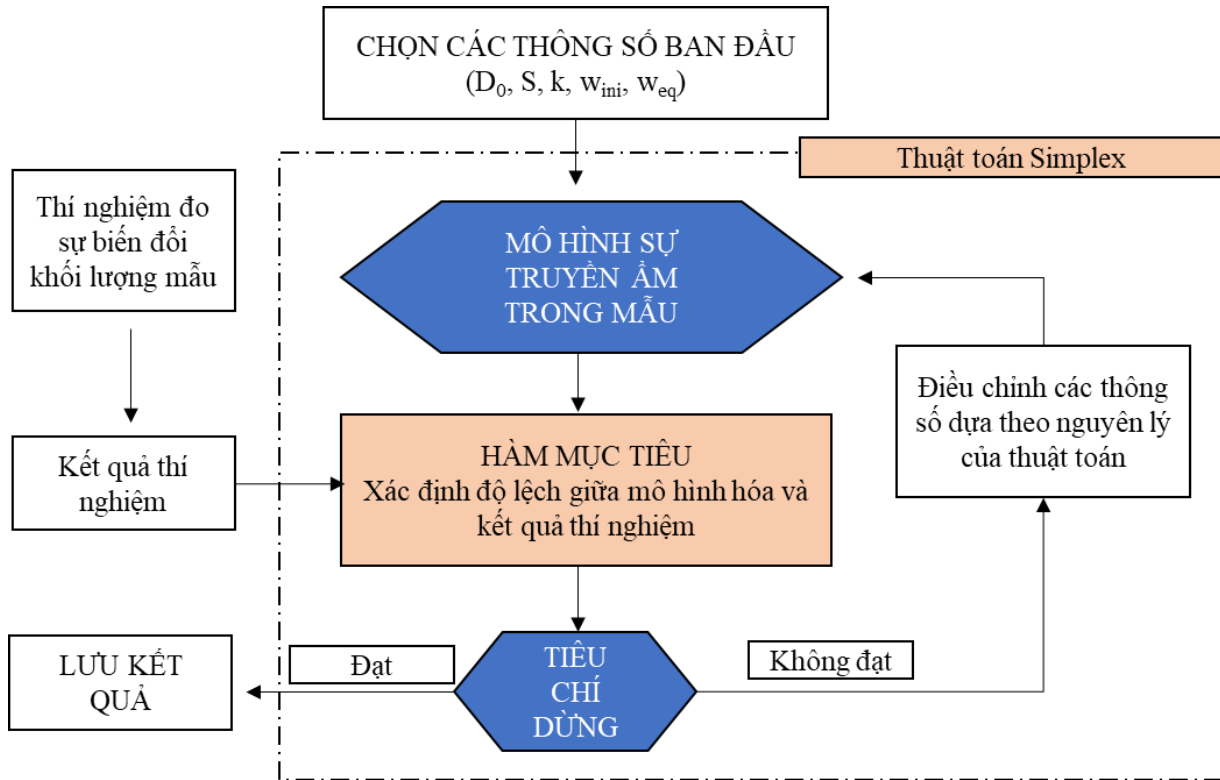 CHỌN CÁC THÔNG SỐ BAN ĐẦU
(D₀, S, k, wᵢₙᵢ, w_eq)
Thuật toán Simplex
Thí nghiệm đo
sự biến đổi
khối lượng mẫu
MÔ HÌNH SỰ
TRUYỀN ẨM
TRONG MẪU
Điều chỉnh các thông
số dựa theo nguyên lý
của thuật toán
Kết quả thí
nghiệm
HÀM MỤC TIÊU
Xác định độ lệch giữa mô hình hóa và
kết quả thí nghiệm
LƯU KẾT
QUẢ
Đạt
TIÊU
CHÍ
DỪNG
Không đạt